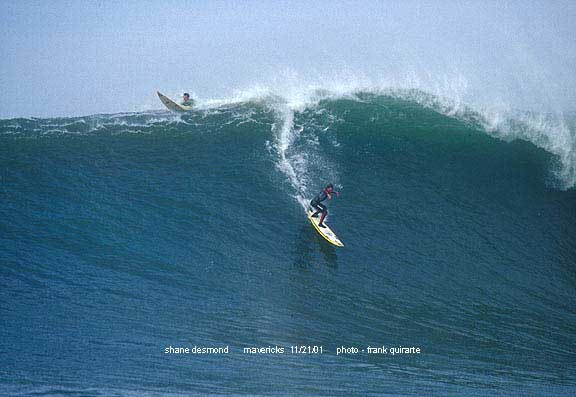 shane desmond mavericks 11/21/01 photo - frank quirarte